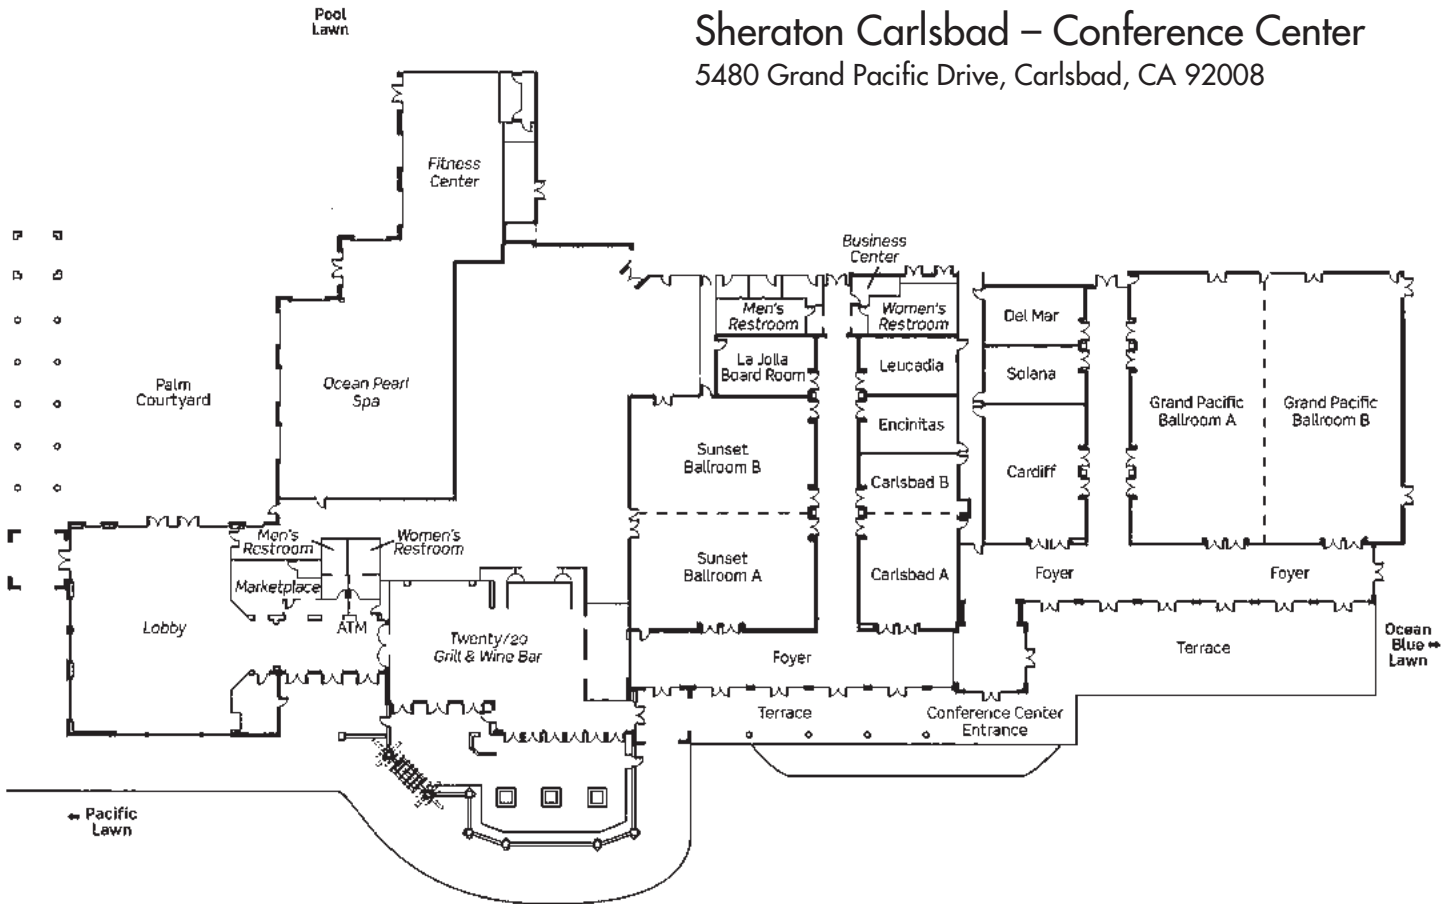 Pool
Lawn
Sheraton Carlsbad – Conference Center
5480 Grand Pacific Drive, Carlsbad, CA 92008
Fitness
Center
Business
Center
Men's
Restroom
Women's
Restroom
Del Mar
La Jolla
Board Room
Leucadia
Solana
Palm
Courtyard
Ocean Pearl
Spa
Grand Pacific
Ballroom A
Grand Pacific
Ballroom B
Encinitas
Sunset
Ballroom B
Cardiff
Carlsbad B
Men's
Restroom
Women's
Restroom
Sunset
Ballroom A
Carlsbad A
Foyer
Foyer
Marketplace
Lobby
ATM
Twenty/20
Grill & Wine Bar
Foyer
Terrace
Ocean
Blue ↔
Lawn
Terrace
Conference Center
Entrance
← Pacific
Lawn